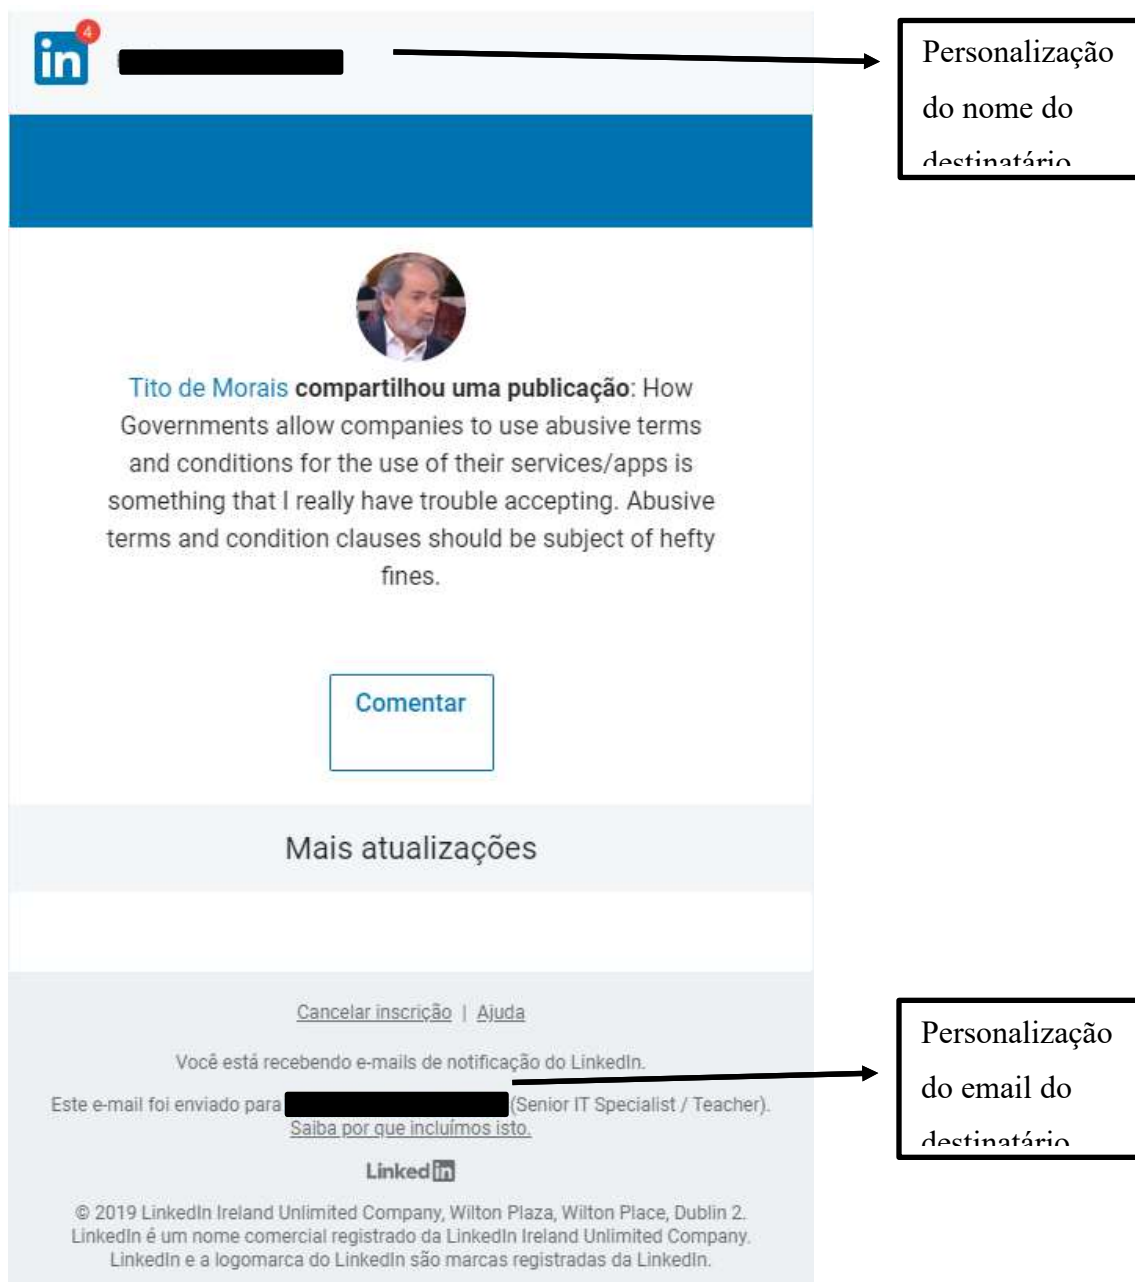 4
in
Personalização
do nome do
destinatário
Tito de Morais compartilhou uma publicação: How
Governments allow companies to use abusive terms
and conditions for the use of their services/apps is
something that I really have trouble accepting. Abusive
terms and condition clauses should be subject of hefty
fines.
Comentar
Mais atualizações
Cancelar inscrição | Ajuda
Você está recebendo e-mails de notificação do LinkedIn.
Este e-mail foi enviado para (Senior IT Specialist / Teacher).
Saiba por que incluímos isto.
Personalização
do email do
destinatário
Linked in
© 2019 LinkedIn Ireland Unlimited Company, Wilton Plaza, Wilton Place, Dublin 2.
LinkedIn é um nome comercial registrado da LinkedIn Ireland Unlimited Company.
LinkedIn e a logomarca do LinkedIn são marcas registradas da LinkedIn.